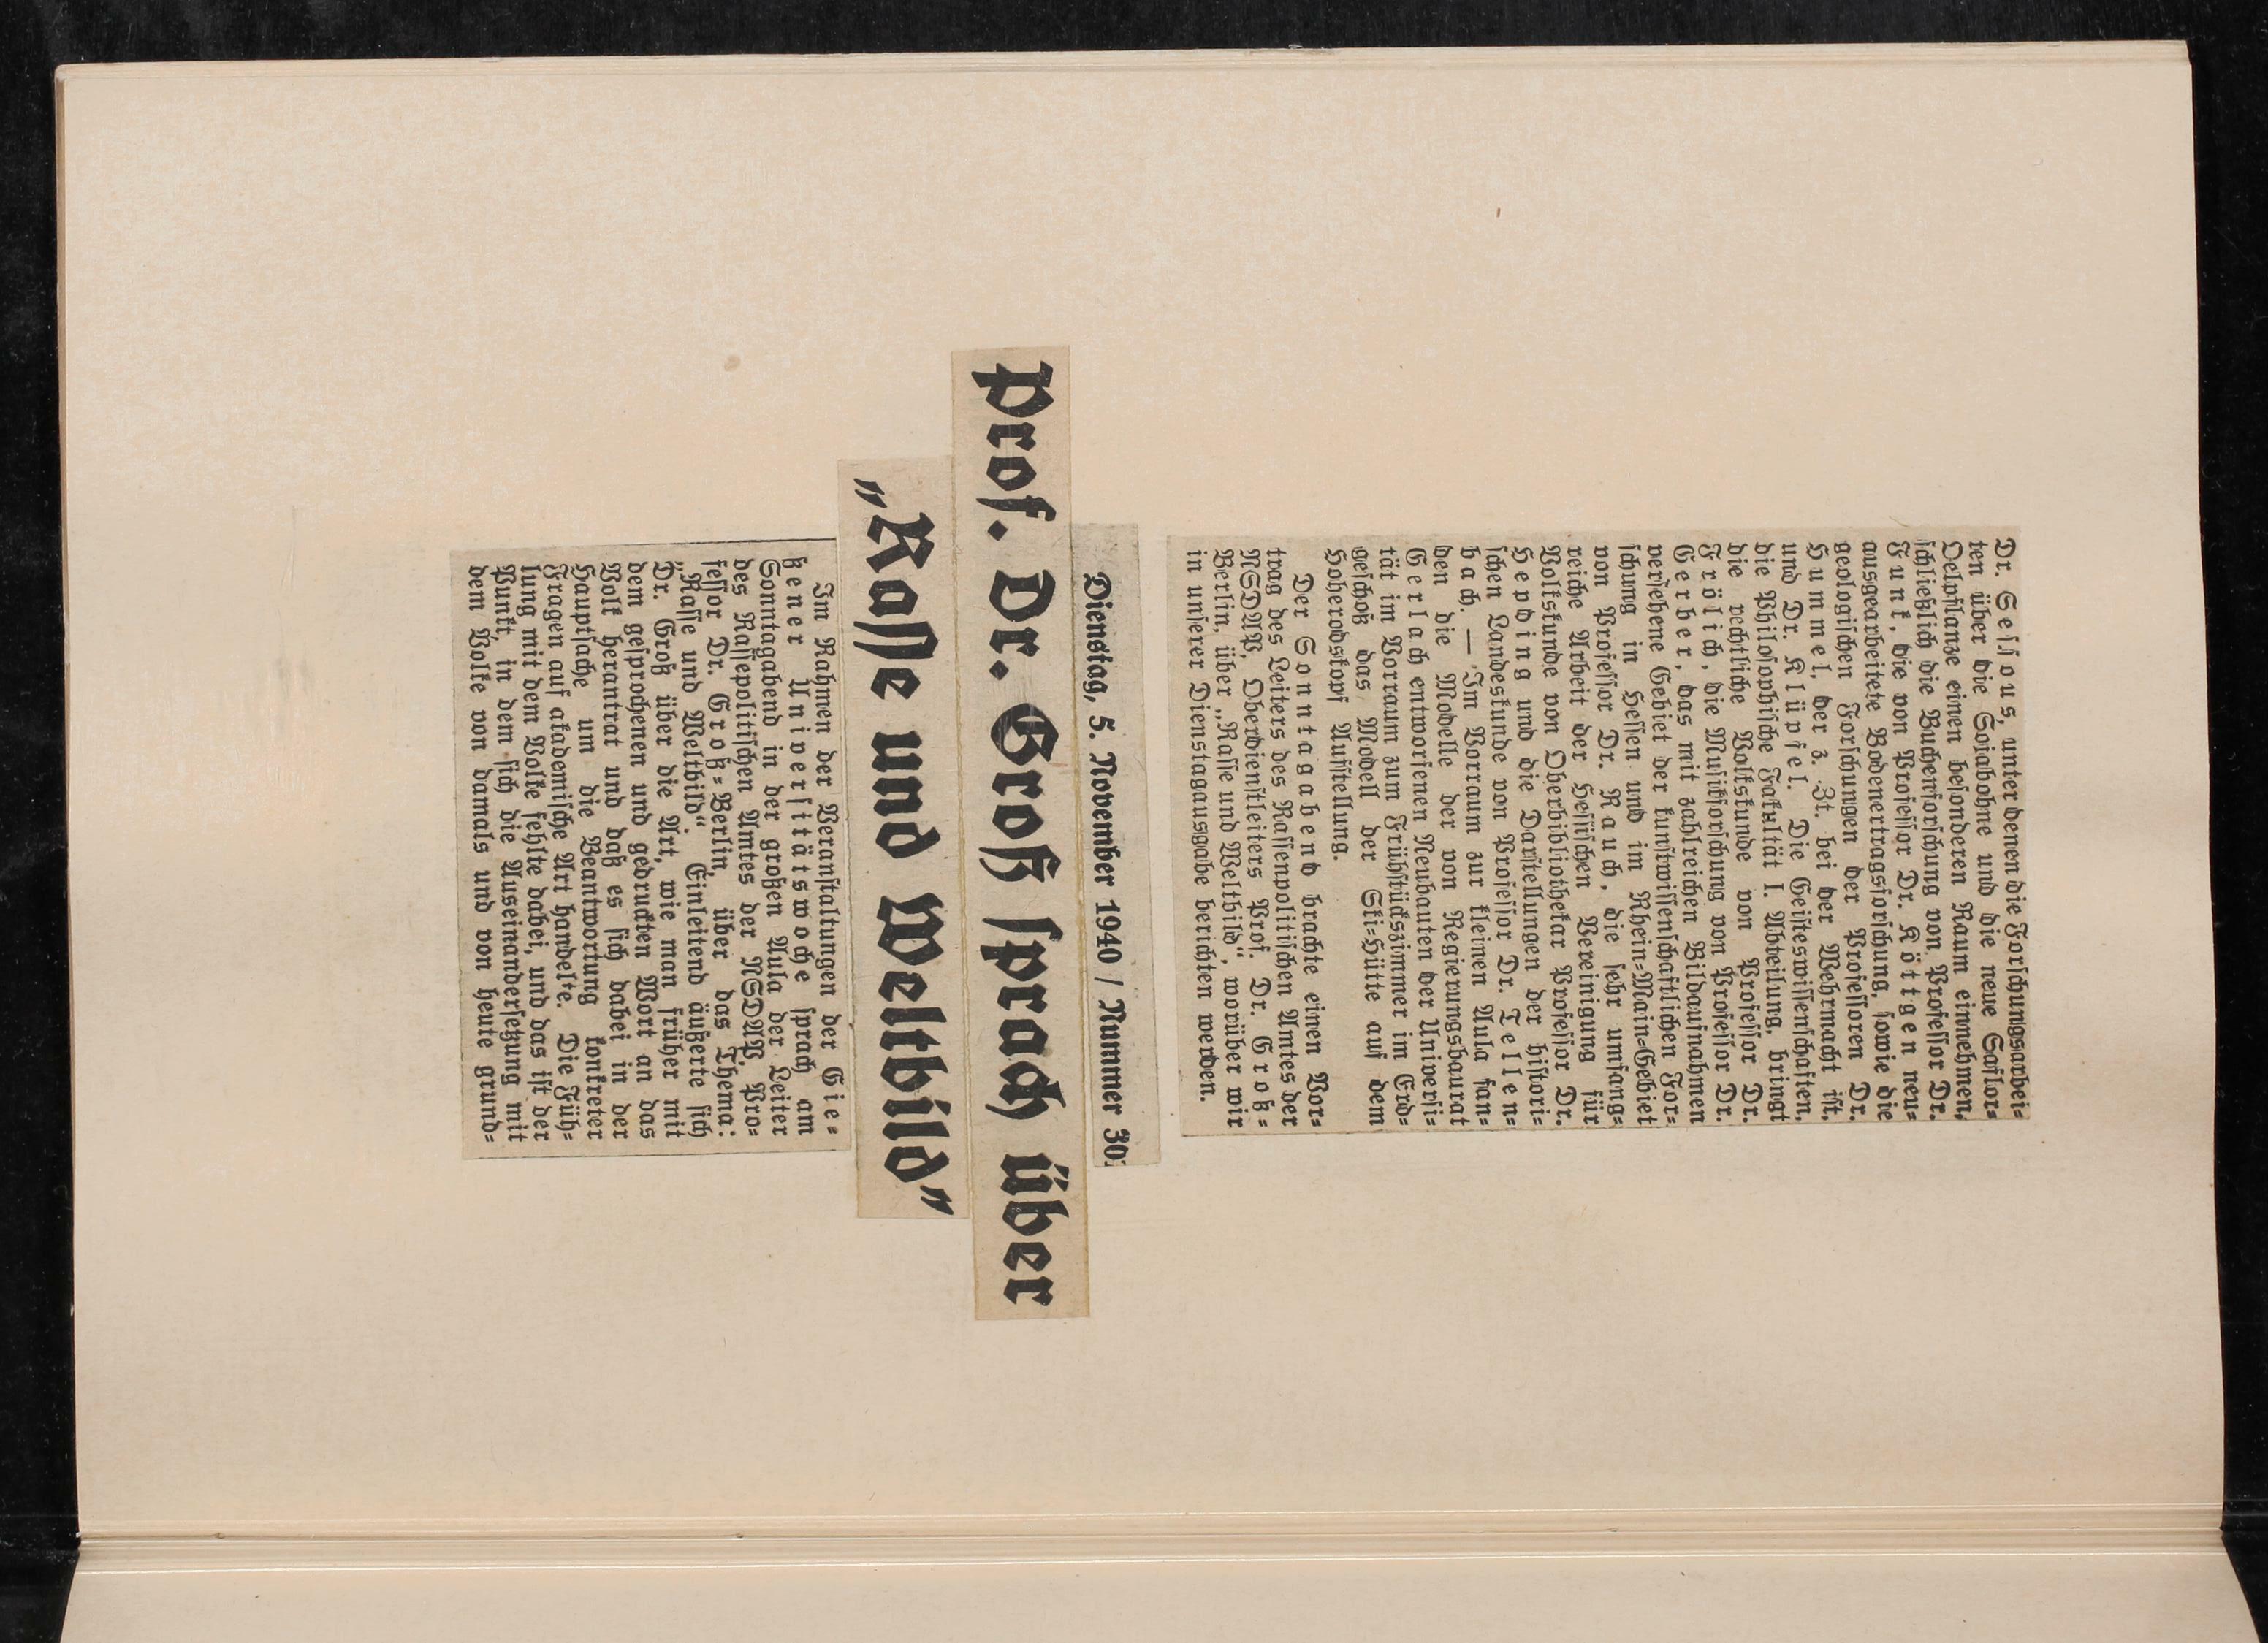 Dr. Sessous, unter denen die Forschungsarbei-
ten über die Sojabohne und die neue Saflor-
Oelpflanze einen besonderen Raum einnehmen,
schließlich die Buchenforschung von Professor Dr.
Funk, die von Professor Dr. Köttgen neu-
ausgearbeitete Bodenertragsforschung, sowie die
geologischen Forschungen der Professoren Dr.
Hummel, der z. Zt. bei der Wehrmacht ist,
und Dr. Klüpfel. Die Geisteswissenschaften,
die Philosophische Fakultät I. Abteilung, bringt
die rechtliche Volkskunde von Professor Dr.
Frölich, die Musikforschung von Professor Dr.
Gerber, das mit zahlreichen Bildaufnahmen
versehene Gebiet der kunstwissenschaftlichen For-
schung in Hessen und im Rhein-Main-Gebiet
von Professor Dr. Rauch, die sehr umfang-
reiche Arbeit der Hessischen Vereinigung für
Volkskunde von Oberbibliothekar Professor Dr.
Hepding und die Darstellungen der histori-
schen Landeskunde von Professor Dr. Tellen-
bach. — Im Vorraum zur kleinen Aula fan-
den die Modelle der von Regierungsbaurat
Gerlach entworfenen Neubauten der Universi-
tät im Vorraum zum Frühstückszimmer im Erd-
geschoß das Modell der Ski-Hütte auf dem
Hoherodskopf Aufstellung.
Der Sonntagabend brachte einen Vor-
trag des Leiters des Rassenpolitischen Amtes der
NSDAP, Oberdienstleiters Prof. Dr. Groß-
Berlin, über „Rasse und Weltbild“, worüber wir
in unserer Dienstagausgabe berichten werden.
Dienstag, 5. November 1940 / Nummer 30
Prof. Dr. Groß sprach über
„Rasse und Weltbild“
Im Rahmen der Veranstaltungen der Gie-
ßener Universitätswoche sprach am
Sonntagabend in der großen Aula der Leiter
des Rassepolitischen Amtes der NSDAP, Pro-
fessor Dr. Groß-Berlin, über das Thema:
„Rasse und Weltbild“. Einleitend äußerte sich
Dr. Groß über die Art, wie man früher mit
dem gesprochenen und gedruckten Wort an das
Volk herantrat und daß es sich dabei in der
Hauptsache um die Beantwortung konkreter
Fragen auf akademische Art handelte. Die Füh-
lung mit dem Volke fehlte dabei, und das ist der
Punkt, in dem sich die Auseinandersetzung mit
dem Volke von damals und von heute grund-